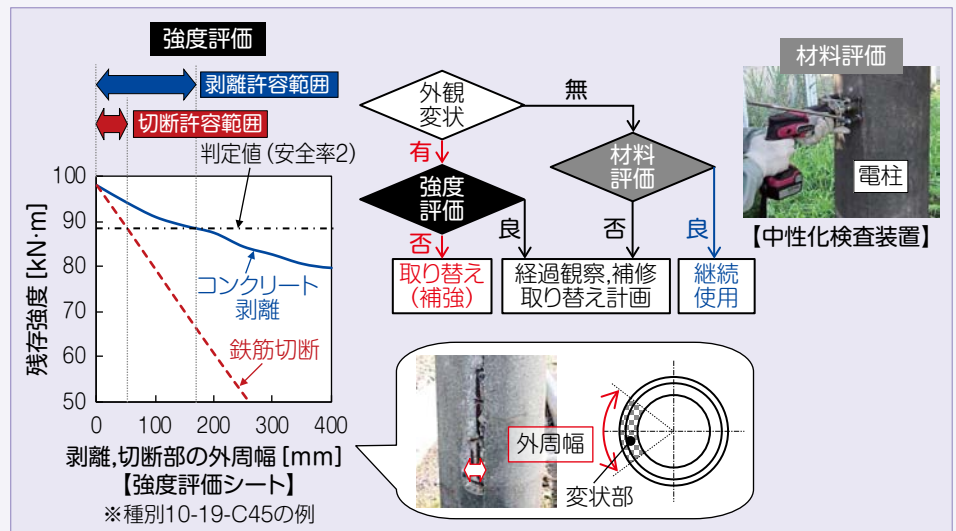 強度評価
剥離許容範囲
切断許容範囲
判定値(安全率2)
残存強度 [kN·m]
100
90
80
70
60
50
コンクリート
剥離
鉄筋切断
0
100
200
300
400
剥離,切断部の外周幅 [mm]
【強度評価シート】
※種別10-19-C45の例
外観
変状
無
有
強度
評価
材料
評価
否
良
否
良
取り替え
(補強)
経過観察,補修
取り替え計画
継続
使用
材料評価
電柱
【中性化検査装置】
外周幅
変状部